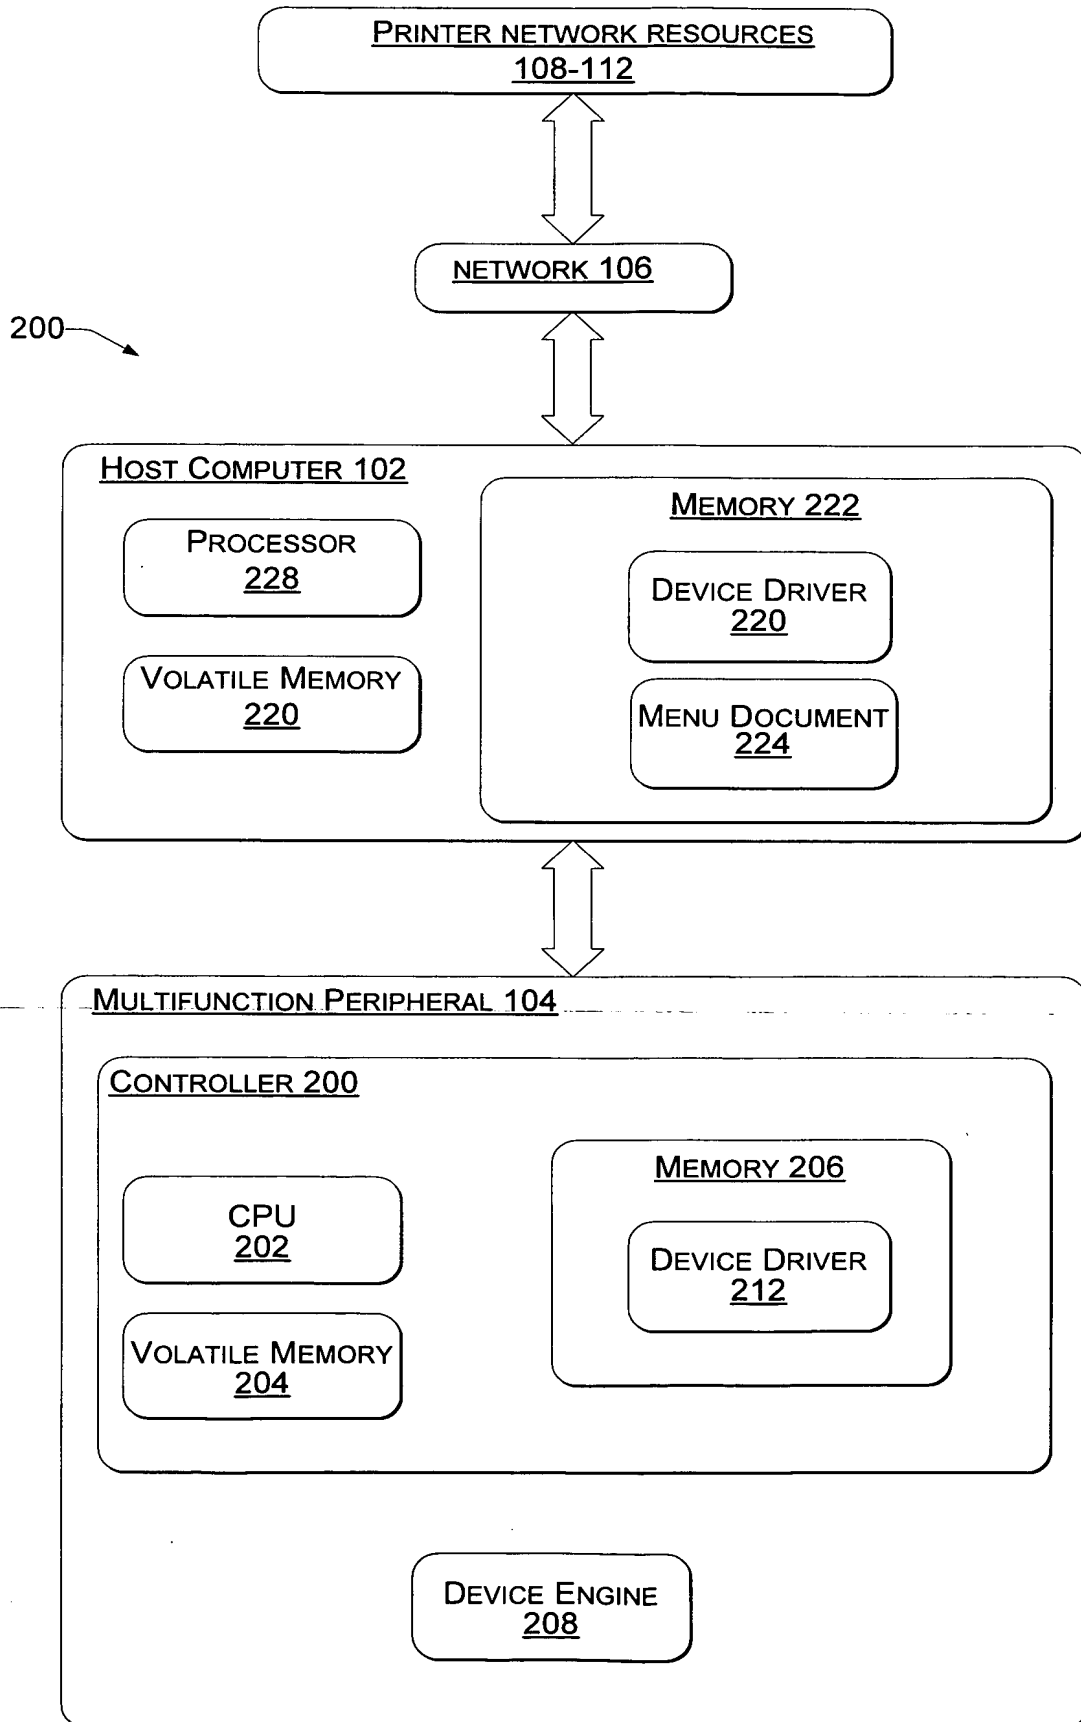 PRINTER NETWORK RESOURCES
108-112
NETWORK 106
200
HOST COMPUTER 102
PROCESSOR
228
VOLATILE MEMORY
220
MEMORY 222
DEVICE DRIVER
220
MENU DOCUMENT
224
MULTIFUNCTION PERIPHERAL 104
CONTROLLER 200
CPU
202
VOLATILE MEMORY
204
MEMORY 206
DEVICE DRIVER
212
DEVICE ENGINE
208